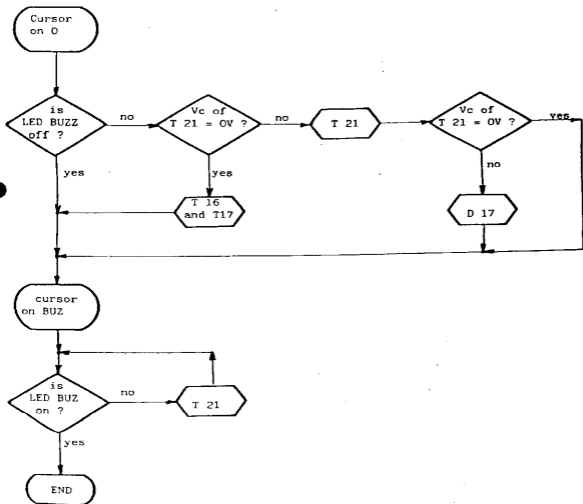 Cursor
on O
is
LED BUZZ
off ?
no
yes
Vc of
T 21 = OV ?
no
yes
T 21
Vc of
T 21 = OV ?
yes
no
T 16
and T17
D 17
cursor
on BUZ
is
LED BUZ
on ?
no
yes
T 21
END